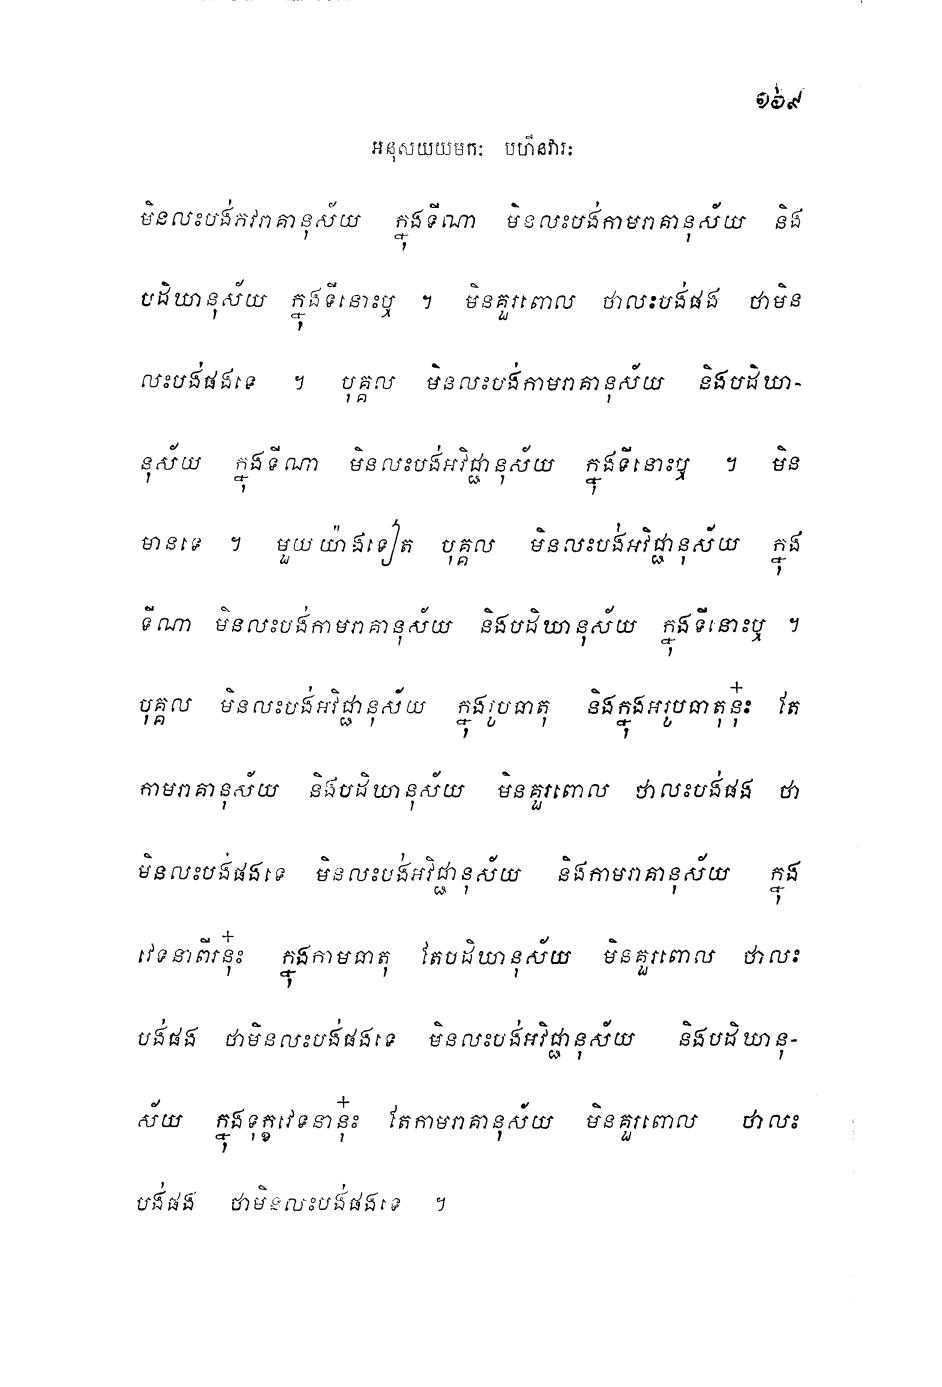 ១៦៩
អនុសយយមក: បហីនវារ:
មិនលះបង់ភវរាគានុស័យ ក្នុងទីណា មិនលះបង់កាមរាគានុស័យ និង
បដិឃានុស័យ ក្នុងទីនោះឬ ។ មិនគួរពោល ថាលះបង់ផង ថាមិន
លះបង់ផងទេ ។ បុគ្គល មិនលះបង់កាមរាគានុស័យ និងបដិឃា-
នុស័យ ក្នុងទីណា មិនលះបង់អវិជ្ជានុស័យ ក្នុងទីនោះឬ ។ មិន
មានទេ ។ មួយយ៉ាងទៀត បុគ្គល មិនលះបង់អវិជ្ជានុស័យ ក្នុង
ទីណា មិនលះបង់កាមរាគានុស័យ និងបដិឃានុស័យ ក្នុងទីនោះឬ ។
បុគ្គល មិនលះបង់អវិជ្ជានុស័យ ក្នុងរូបធាតុ និងក្នុងអរូបធាតុនុ៎ះ តែ
កាមរាគានុស័យ និងបដិឃានុស័យ មិនគួរពោល ថាលះបង់ផង ថា
មិនលះបង់ផងទេ មិនលះបង់អវិជ្ជានុស័យ និងកាមរាគានុស័យ ក្នុង
វេទនាពីរនុ៎ះ ក្នុងកាមធាតុ តែបដិឃានុស័យ មិនគួរពោល ថាលះ
បង់ផង ថាមិនលះបង់ផងទេ មិនលះបង់អវិជ្ជានុស័យ និងបដិឃានុ-
ស័យ ក្នុងទុក្ខវេទនានុ៎ះ តែកាមរាគានុស័យ មិនគួរពោល ថាលះ
បង់ផង ថាមិនលះបង់ផងទេ ។